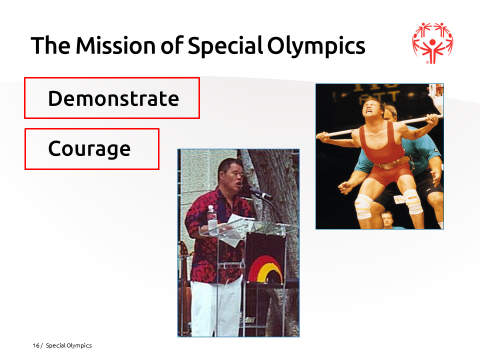 The Mission of Special Olympics
Demonstrate
Courage
16 / Special Olympics